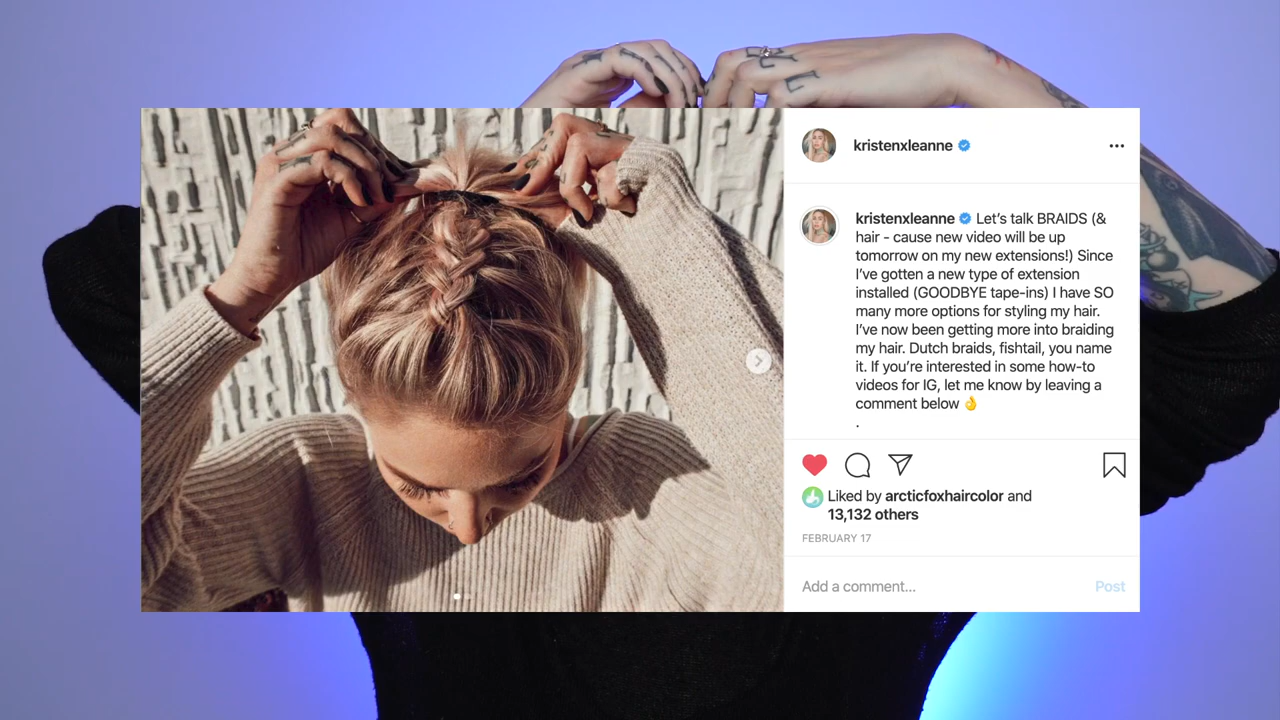 kristenxleanne
kristenxleanne Let’s talk BRAIDS (&
hair - cause new video will be up
tomorrow on my new extensions!) Since
I’ve gotten a new type of extension
installed (GOODBYE tape-ins) I have SO
many more options for styling my hair.
I’ve now been getting more into braiding
my hair. Dutch braids, fishtail, you name
it. If you’re interested in some how-to
videos for IG, let me know by leaving a
comment below 👌
.
Liked by arcticfoxhaircolor and
13,132 others
FEBRUARY 17
Add a comment... Post